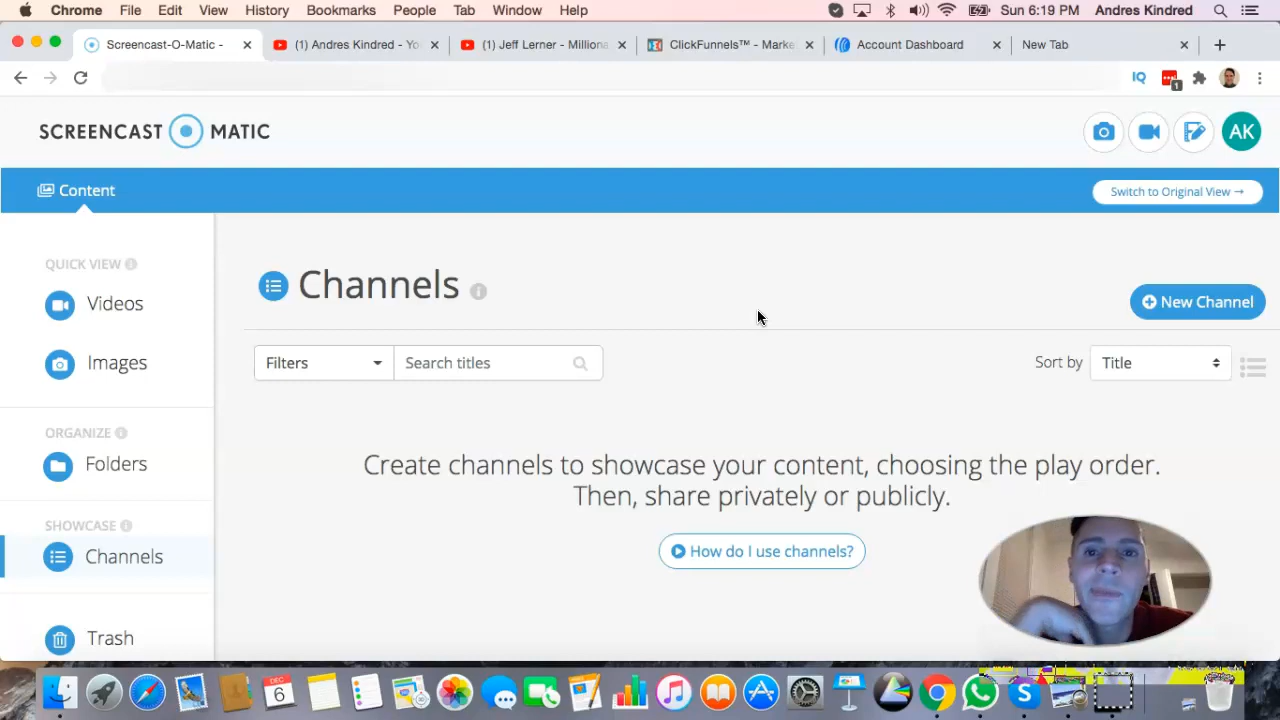 Chrome File Edit View History Bookmarks People Tab Window Help Sun 6:19 PM Andres Kindred
Screencast-O-Matic - (1) Andres Kindred - Yo (1) Jeff Lerner - Milliona ClickFunnels™ - Marke Account Dashboard New Tab
IQ 1
SCREENCAST MATIC AK
Content Switch to Original View →
QUICK VIEW
Videos
Images
ORGANIZE
Folders
SHOWCASE
Channels
Trash
Channels
New Channel
Filters Search titles Sort by Title
Create channels to showcase your content, choosing the play order.
Then, share privately or publicly.
How do I use channels?
DEC
6